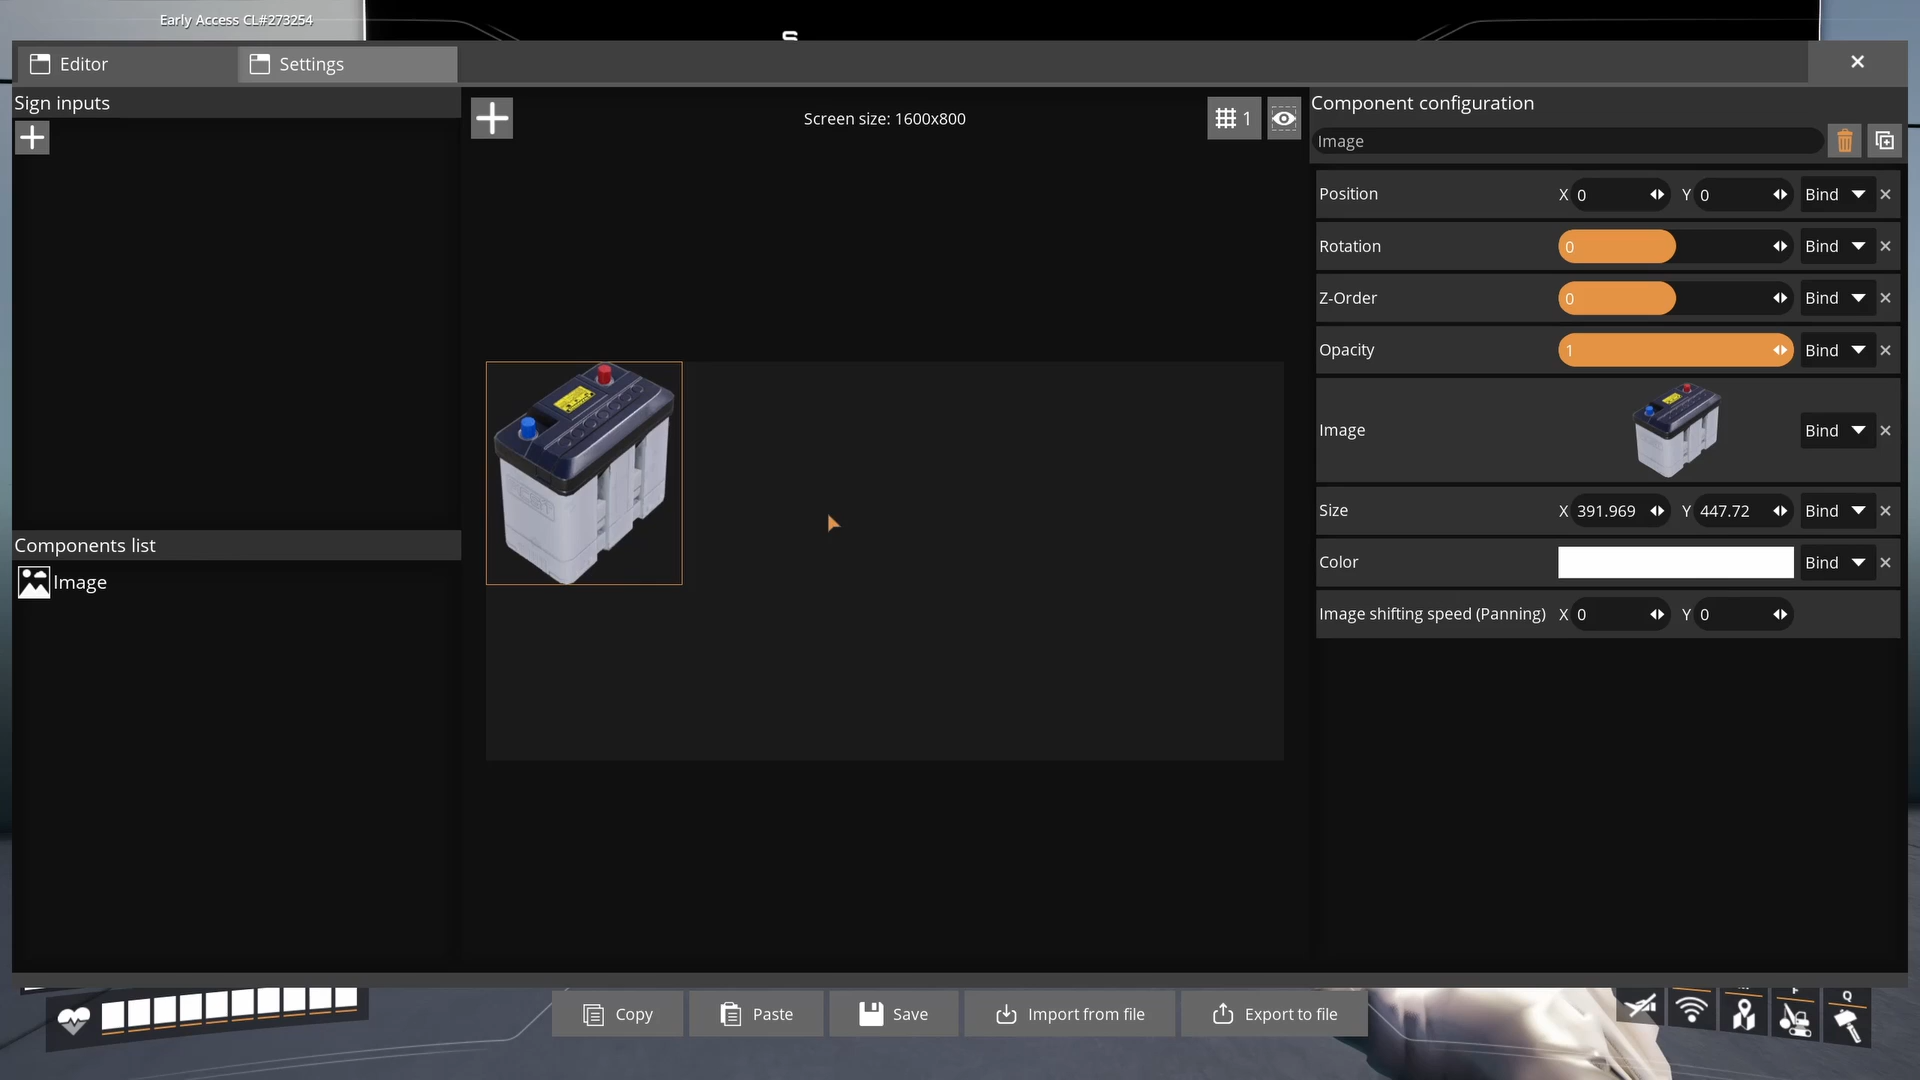 Early Access CL#273254
S
Editor
Settings
Sign inputs
Screen size: 1600x800
1
Component configuration
Image
Position X 0 Y 0 Bind
Rotation 0 Bind
Z-Order 0 Bind
Opacity 1 Bind
Image Bind
Size X 391.969 Y 447.72 Bind
Color Bind
Image shifting speed (Panning) X 0 Y 0
Components list
Image
Copy
Paste
Save
Import from file
Export to file
Q